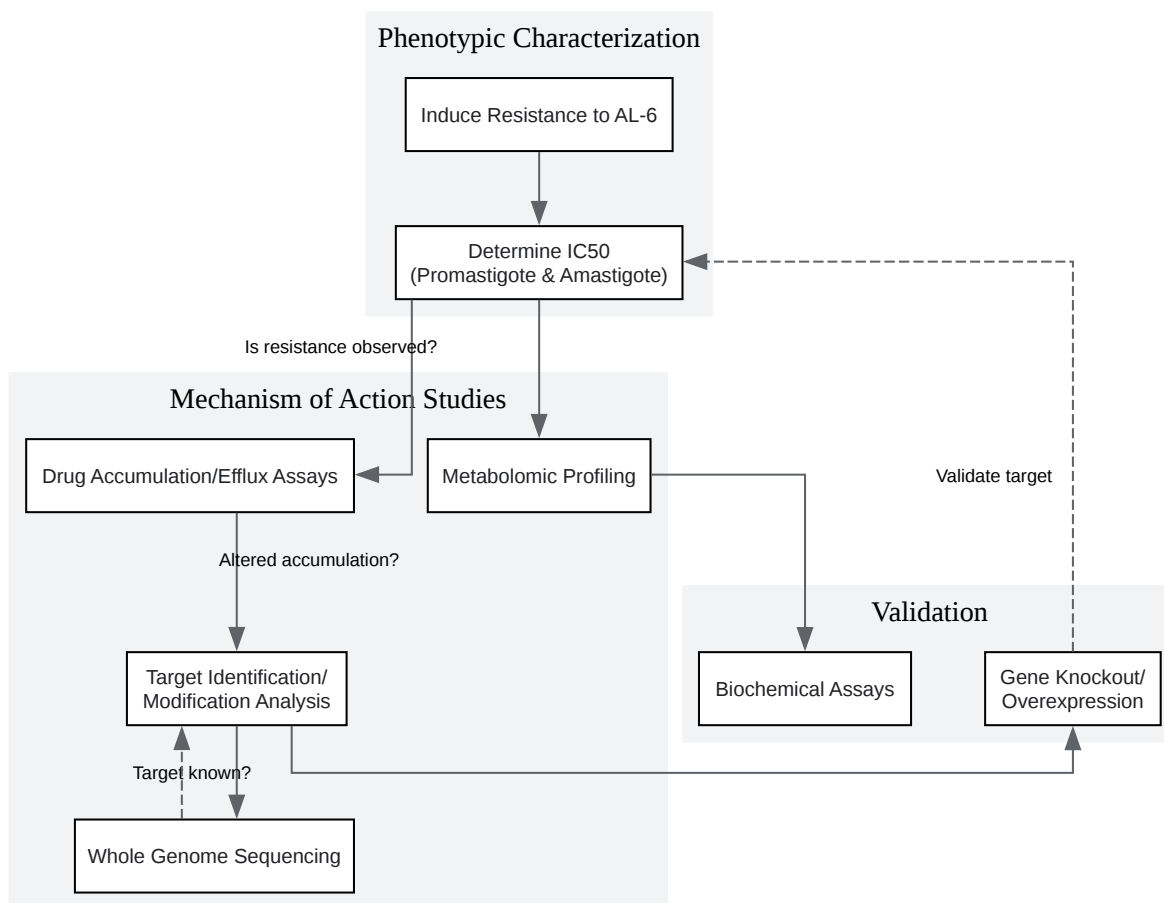 Phenotypic Characterization
Induce Resistance to AL-6
Determine IC50
(Promastigote & Amastigote)
Is resistance observed?
Mechanism of Action Studies
Drug Accumulation/Efflux Assays
Metabolomic Profiling
Validate target
Altered accumulation?
Validation
Target Identification/
Modification Analysis
Biochemical Assays
Gene Knockout/
Overexpression
Target known?
Whole Genome Sequencing